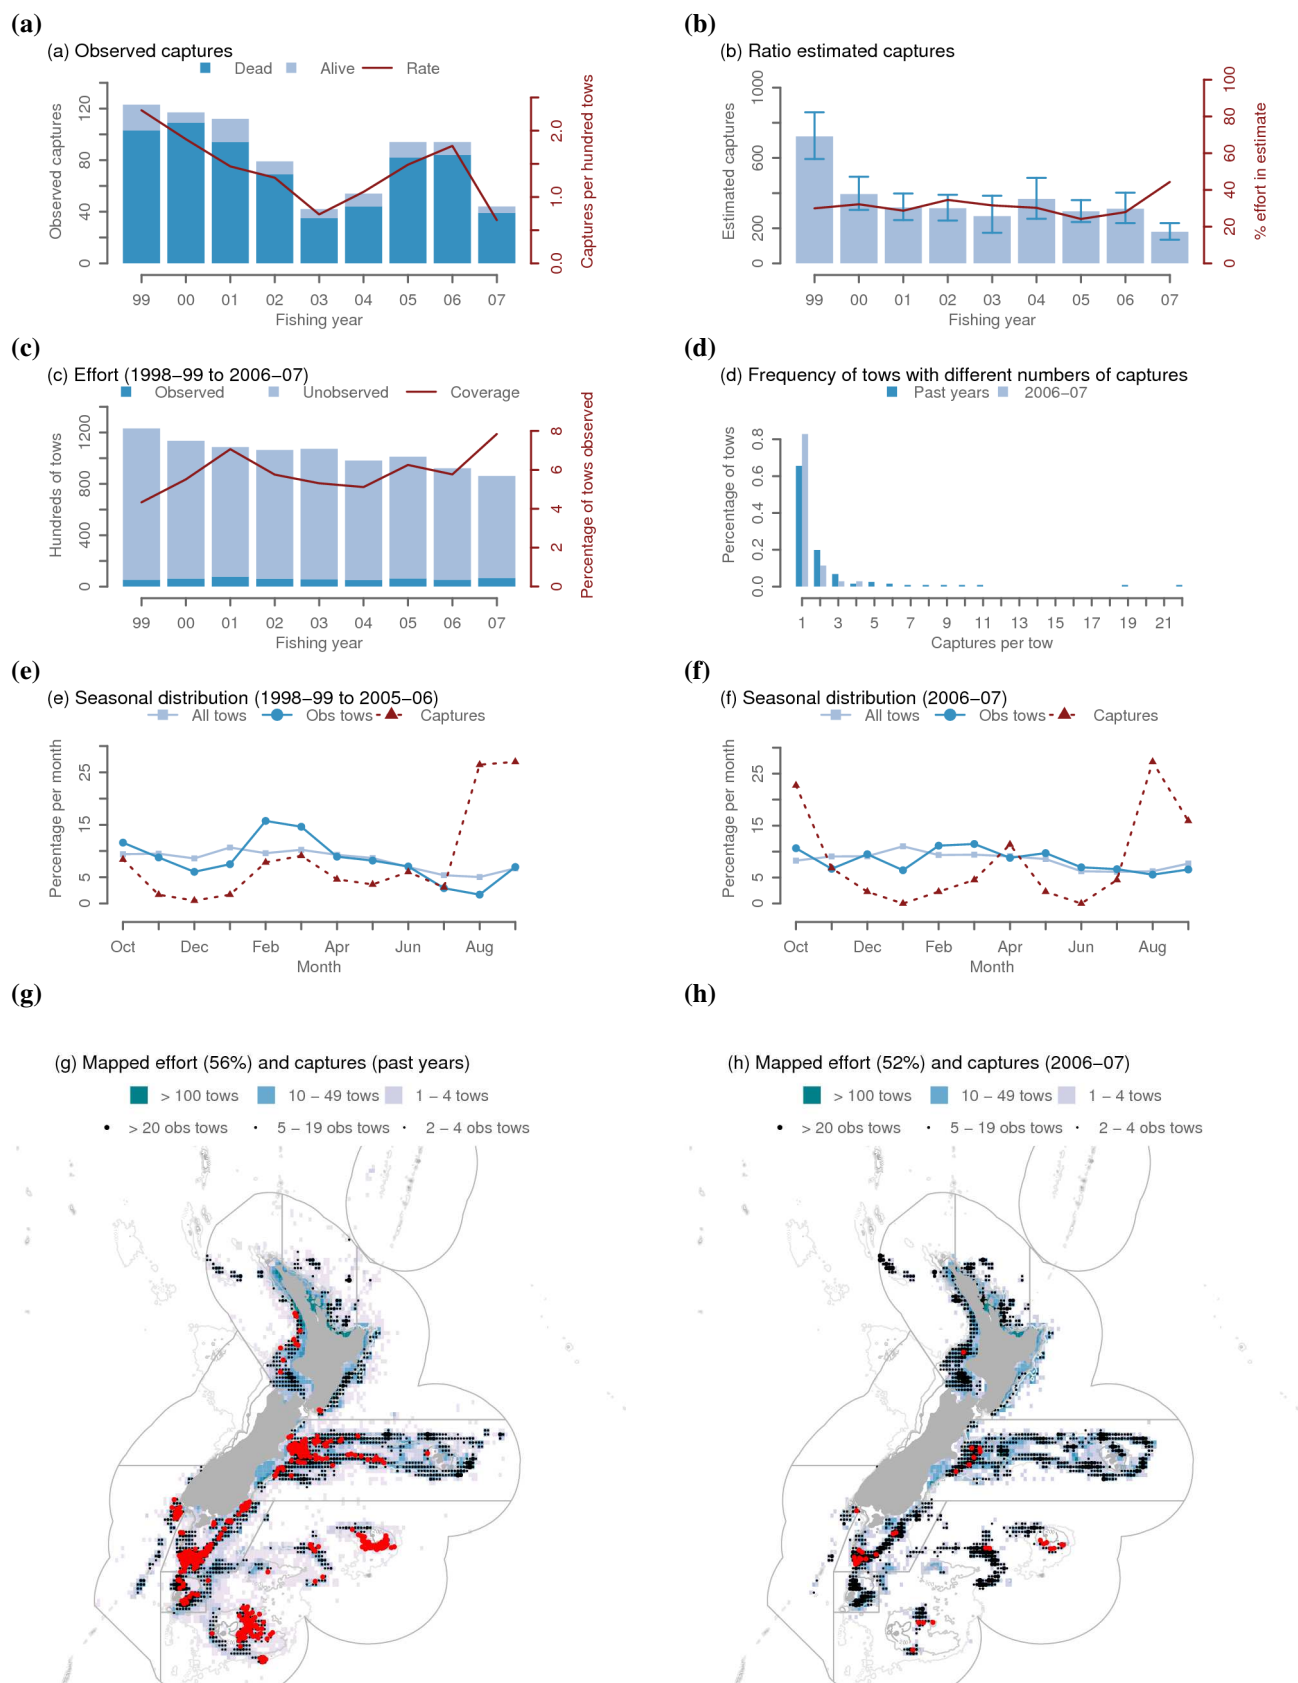 (a)
(a) Observed captures
Dead Alive Rate
Observed captures
0 40 80 120
Captures per hundred tows
0.0 1.0 2.0
99 00 01 02 03 04 05 06 07
Fishing year
(b)
(b) Ratio estimated captures
Estimated captures
0 200 600 1000
% effort in estimate
0 20 40 60 80 100
99 00 01 02 03 04 05 06 07
Fishing year
(c)
(c) Effort (1998–99 to 2006–07)
Observed Unobserved Coverage
Hundreds of tows
0 400 800 1200
Percentage of tows observed
0 2 4 6 8
99 00 01 02 03 04 05 06 07
Fishing year
(d)
(d) Frequency of tows with different numbers of captures
Past years 2006–07
Percentage of tows
0.0 0.2 0.4 0.6 0.8
1 3 5 7 9 11 13 15 17 19 21
Captures per tow
(e)
(e) Seasonal distribution (1998–99 to 2005–06)
All tows Obs tows Captures
Percentage per month
0 5 15 25
Oct Dec Feb Apr Jun Aug
Month
(f)
(f) Seasonal distribution (2006–07)
All tows Obs tows Captures
Percentage per month
0 5 15 25
Oct Dec Feb Apr Jun Aug
Month
(g)
(g) Mapped effort (56%) and captures (past years)
> 100 tows 10 – 49 tows 1 – 4 tows
> 20 obs tows 5 – 19 obs tows 2 – 4 obs tows
(h)
(h) Mapped effort (52%) and captures (2006–07)
> 100 tows 10 – 49 tows 1 – 4 tows
> 20 obs tows 5 – 19 obs tows 2 – 4 obs tows